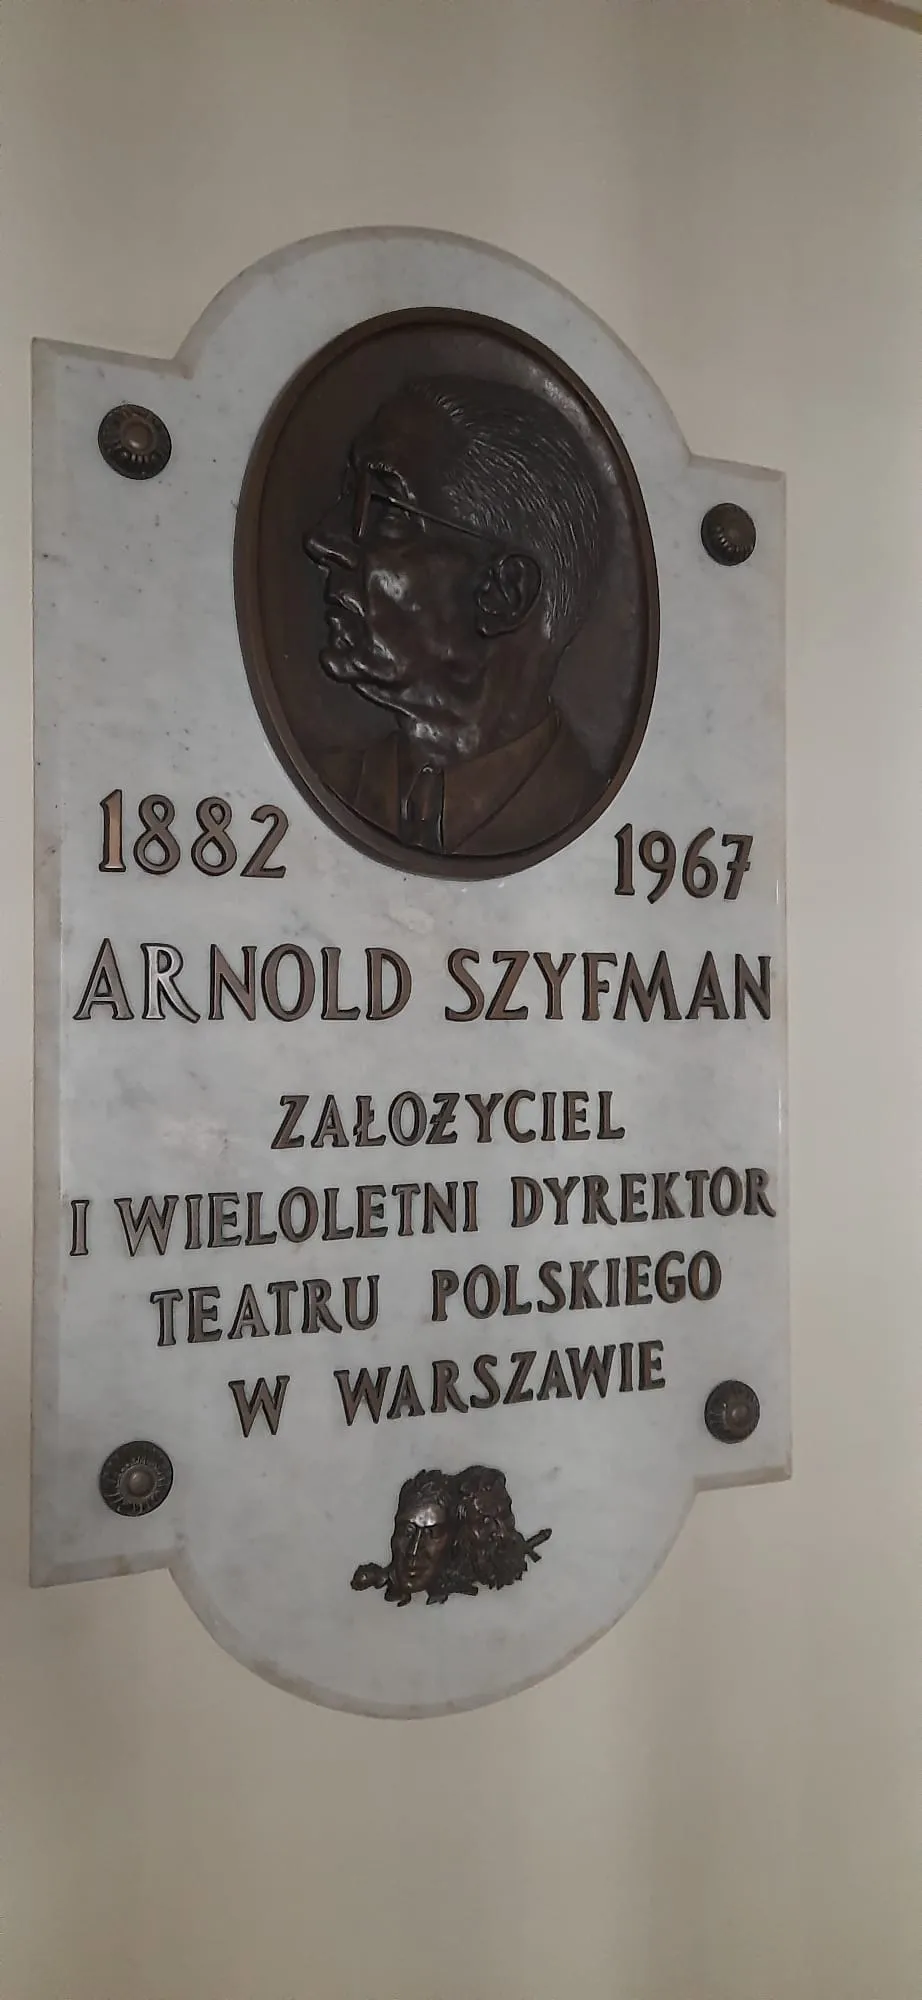 1882 1967
ARNOLD SZYFMAN
ZAŁOŻYCIEL
I WIELOLETNI DYREKTOR
TEATRU POLSKIEGO
W WARSZAWIE